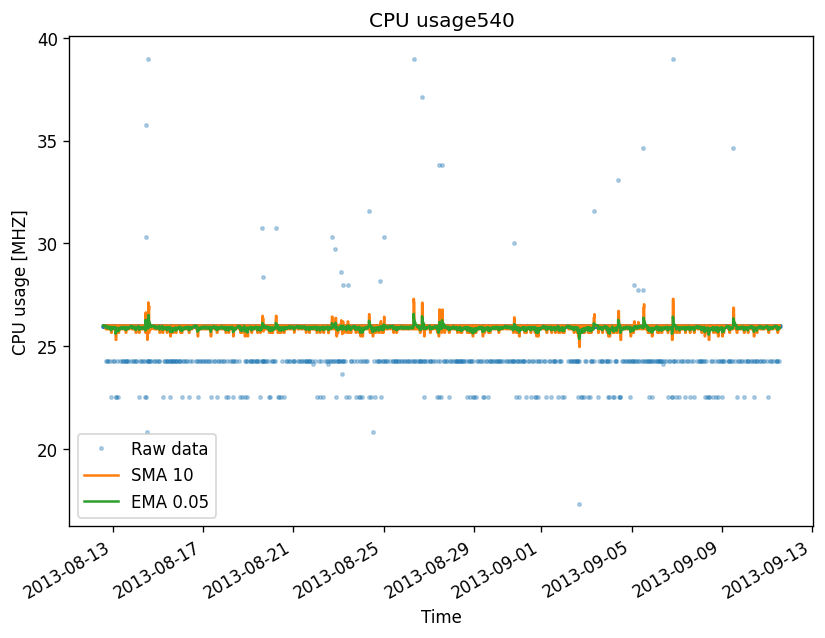 CPU usage540
CPU usage [MHZ]
40
35
30
25
20
Raw data
SMA 10
EMA 0.05
2013-08-13
2013-08-17
2013-08-21
2013-08-25
2013-08-29
2013-09-01
2013-09-05
2013-09-09
2013-09-13
Time